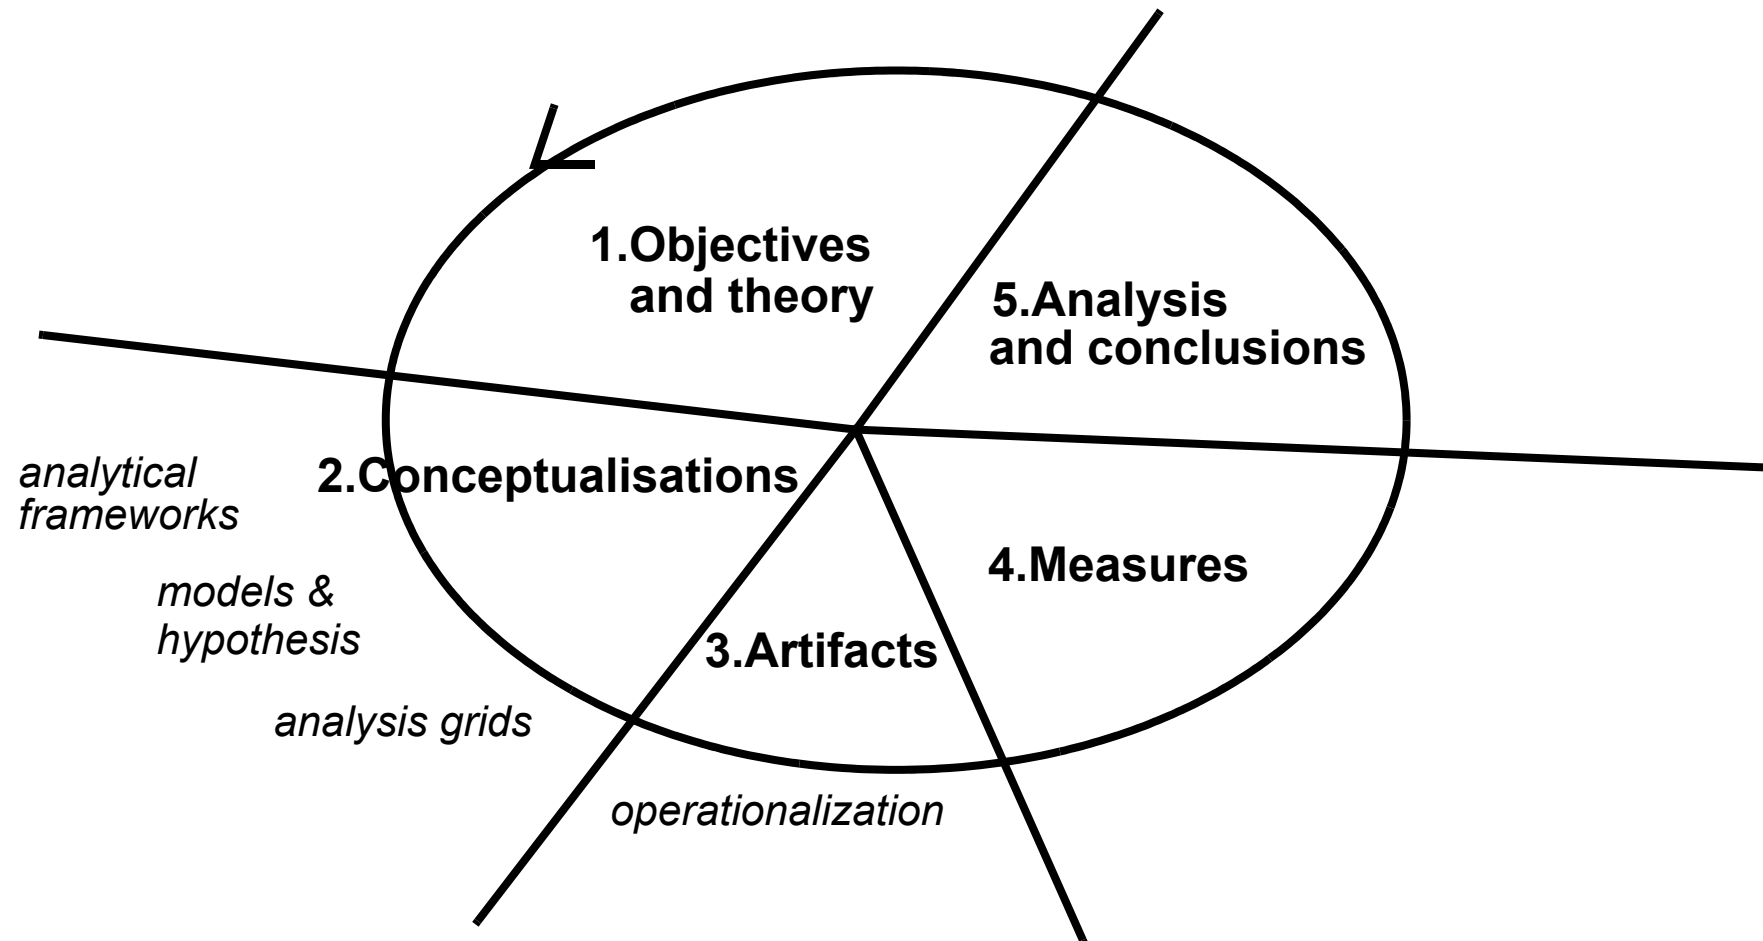 1.Objectives
and theory
5.Analysis
and conclusions
2.Conceptualisations
analytical
frameworks
models &
hypothesis
analysis grids
3.Artifacts
operationalization
4.Measures